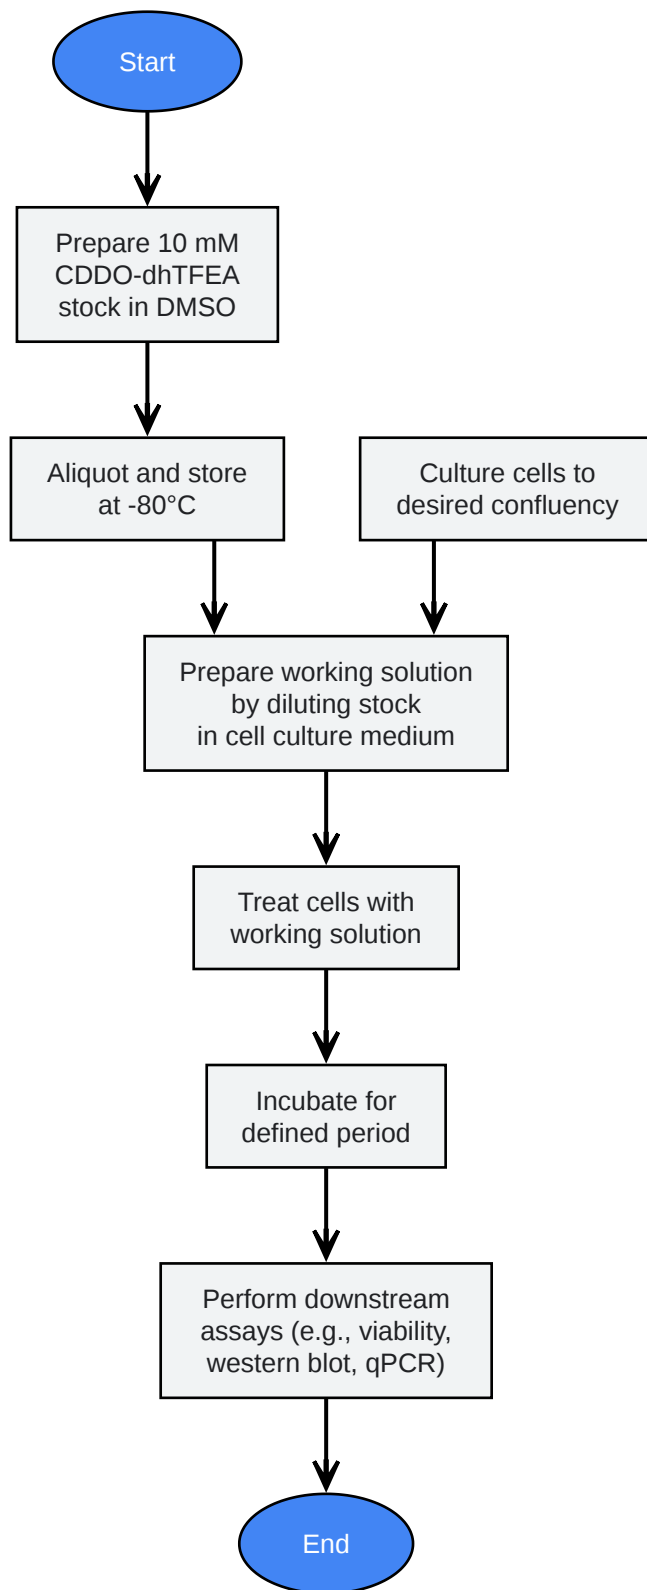 Start
Prepare 10 mM
CDDO-dhTFEA
stock in DMSO
Aliquot and store
at -80°C
Culture cells to
desired confluency
Prepare working solution
by diluting stock
in cell culture medium
Treat cells with
working solution
Incubate for
defined period
Perform downstream
assays (e.g., viability,
western blot, qPCR)
End